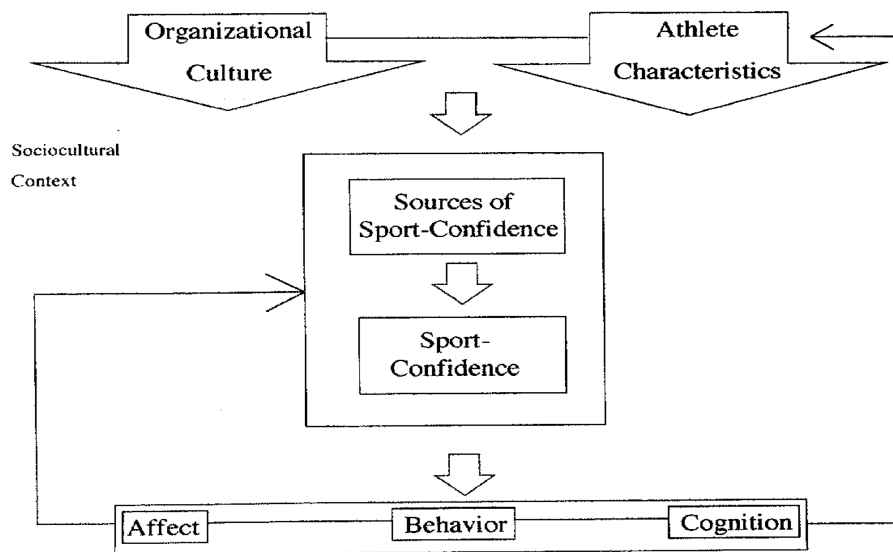 Organizational
Culture
Athlete
Characteristics
Sociocultural
Context
Sources of
Sport-Confidence
Sport-
Confidence
Affect
Behavior
Cognition